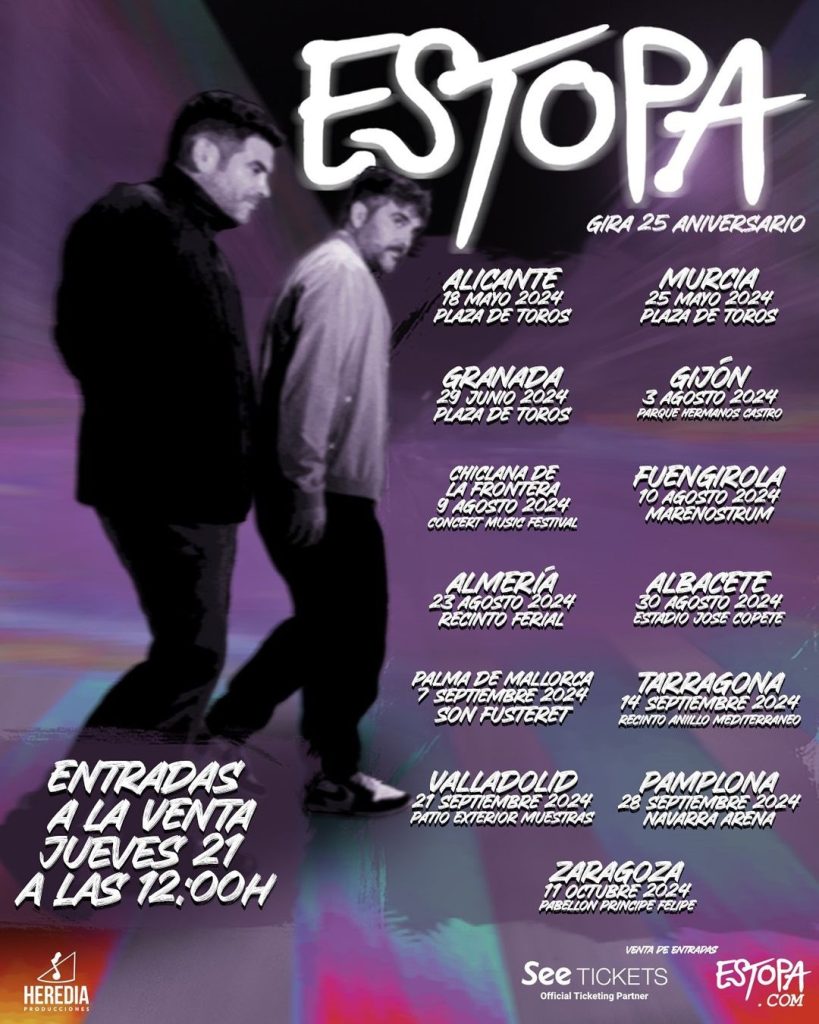 ESTOPA
GIRA 25 ANIVERSARIO
ALICANTE
18 MAYO 2024
PLAZA DE TOROS
MURCIA
25 MAYO 2024
PLAZA DE TOROS
GRANADA
29 JUNIO 2024
PLAZA DE TOROS
GIJÓN
3 AGOSTO 2024
PARQUE HERMANOS CASTRO
CHICLANA DE
LA FRONTERA
9 AGOSTO 2024
CONCERT MUSIC FESTIVAL
FUENGIROLA
10 AGOSTO 2024
MARENOSTRUM
ALMERÍA
23 AGOSTO 2024
RECINTO FERIAL
ALBACETE
30 AGOSTO 2024
ESTADIO JOSE COPETE
PALMA DE MALLORCA
7 SEPTIEMBRE 2024
SON FUSTERET
TARRAGONA
14 SEPTIEMBRE 2024
RECINTO ANILLO MEDITERRANEO
VALLADOLID
21 SEPTIEMBRE 2024
PATIO EXTERIOR MUESTRAS
PAMPLONA
28 SEPTIEMBRE 2024
NAVARRA ARENA
ZARAGOZA
11 OCTUBRE 2024
PABELLON PRINCIPE FELIPE
ENTRADAS
A LA VENTA
JUEVES 21
A LAS 12:00H
HEREDIA
PRODUCCIONES
VENTA DE ENTRADAS
See TICKETS
Official Ticketing Partner
ESTOPA
.COM